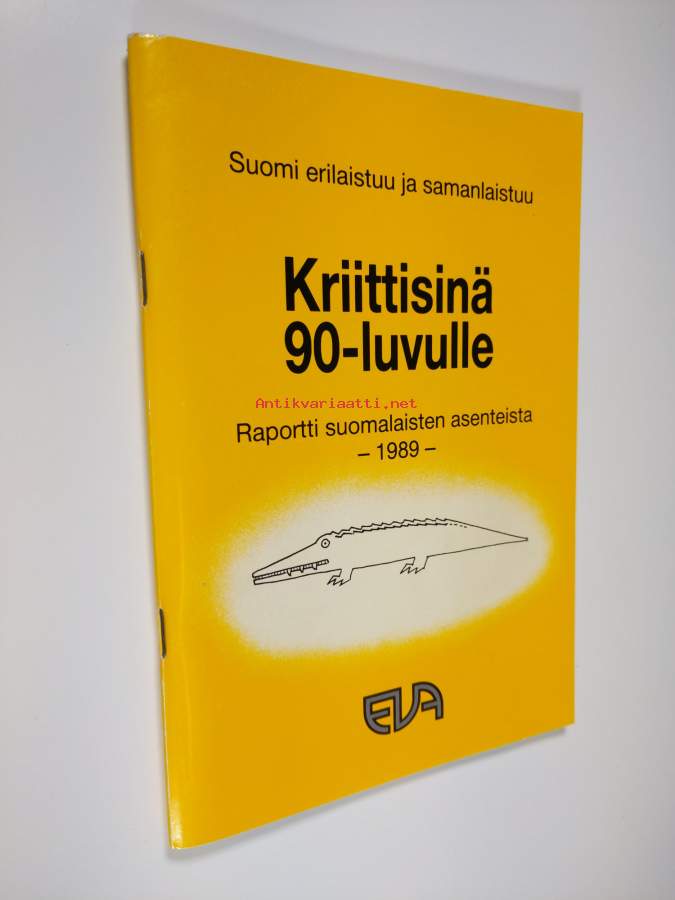 Suomi erilaistuu ja samanlaistuu
Kriittisinä
90-luvulle
Antikvariaatti.net
Raportti suomalaisten asenteista
– 1989 –
EVA